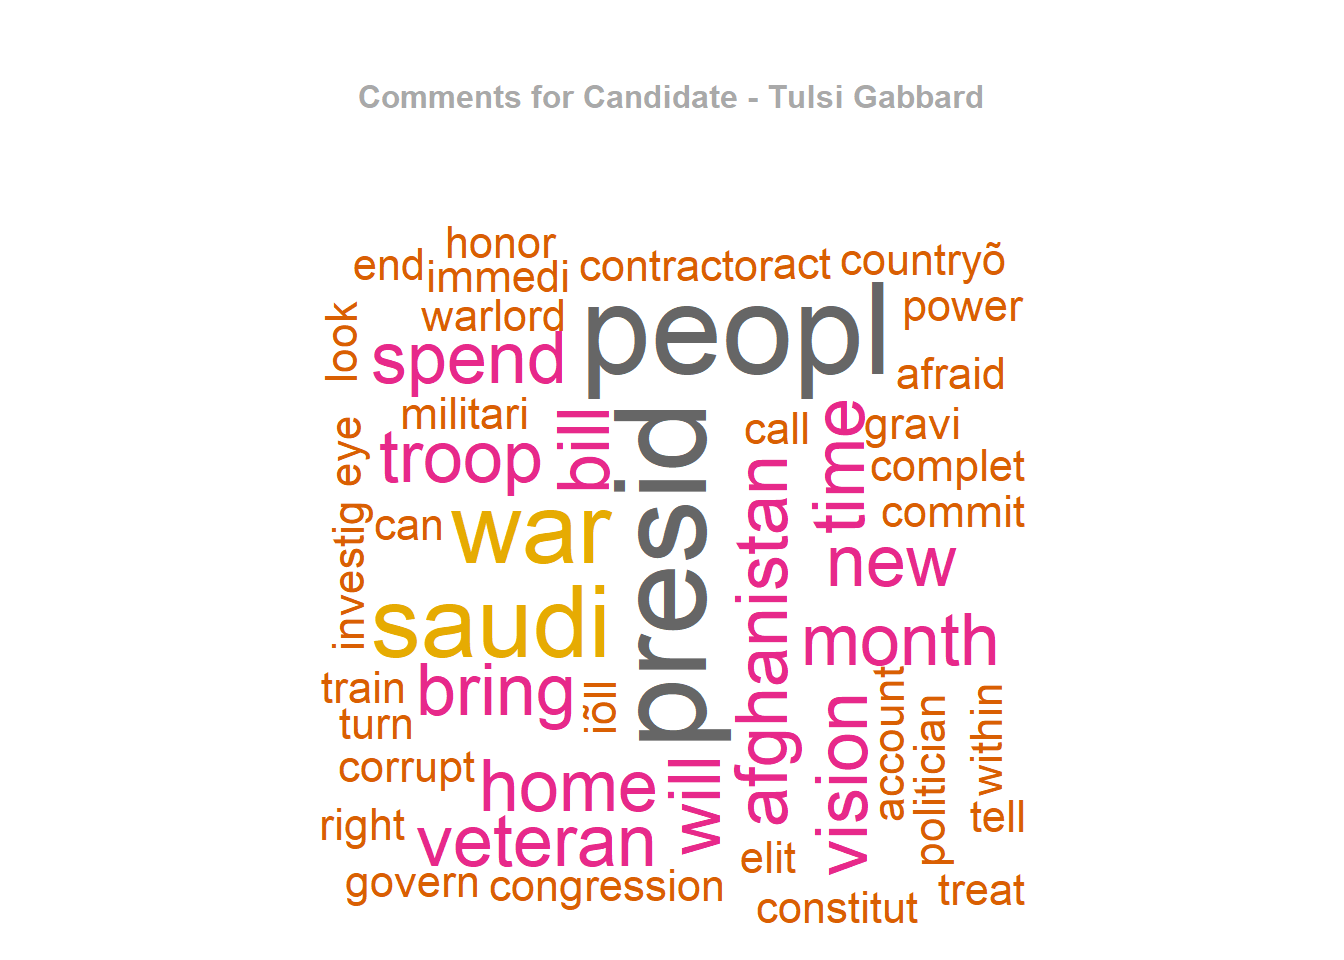 Comments for Candidate - Tulsi Gabbard
honor
end
immedi
contractor
act
countryõ
look
warlord
peopl
power
spend
afraid
militari
bill
presid
call
time
gravi
eye
troop
afghanistan
complet
investig
can
war
commit
new
saudi
month
train
bring
iõll
turn
account
politician
within
vision
corrupt
home
will
right
veteran
elit
tell
govern
congression
constitut
treat